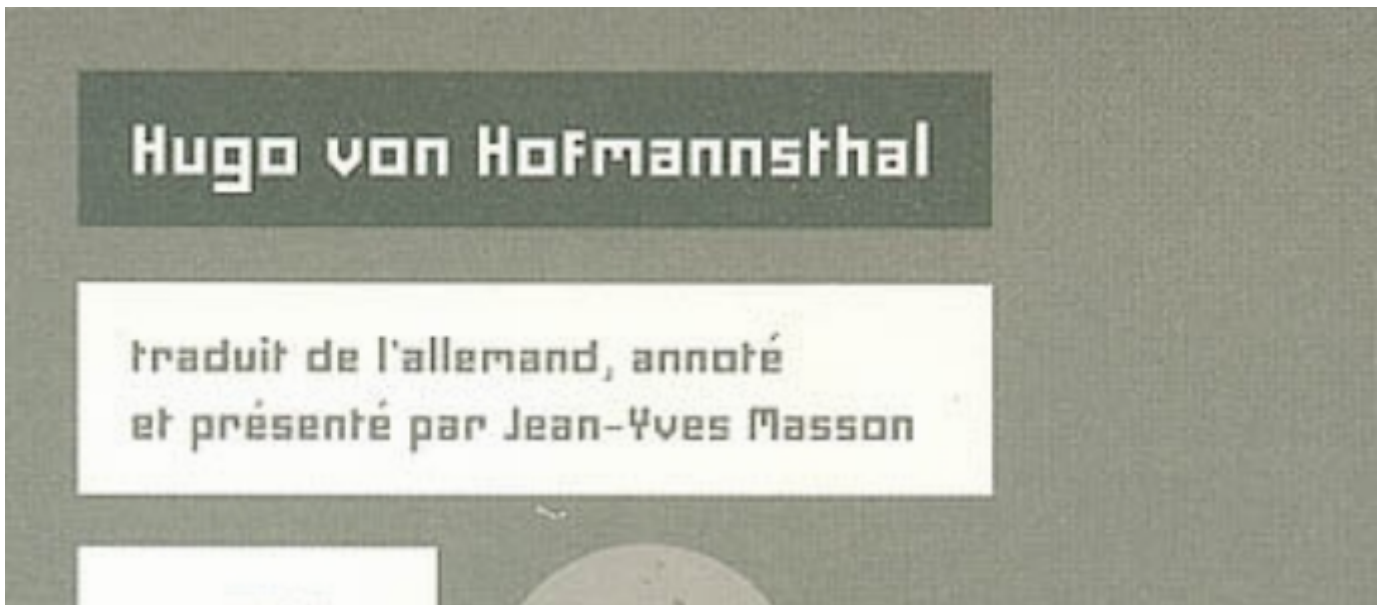 Hugo von Hofmannsthal
traduit de l'allemand, annoté
et présenté par Jean-Yves Masson